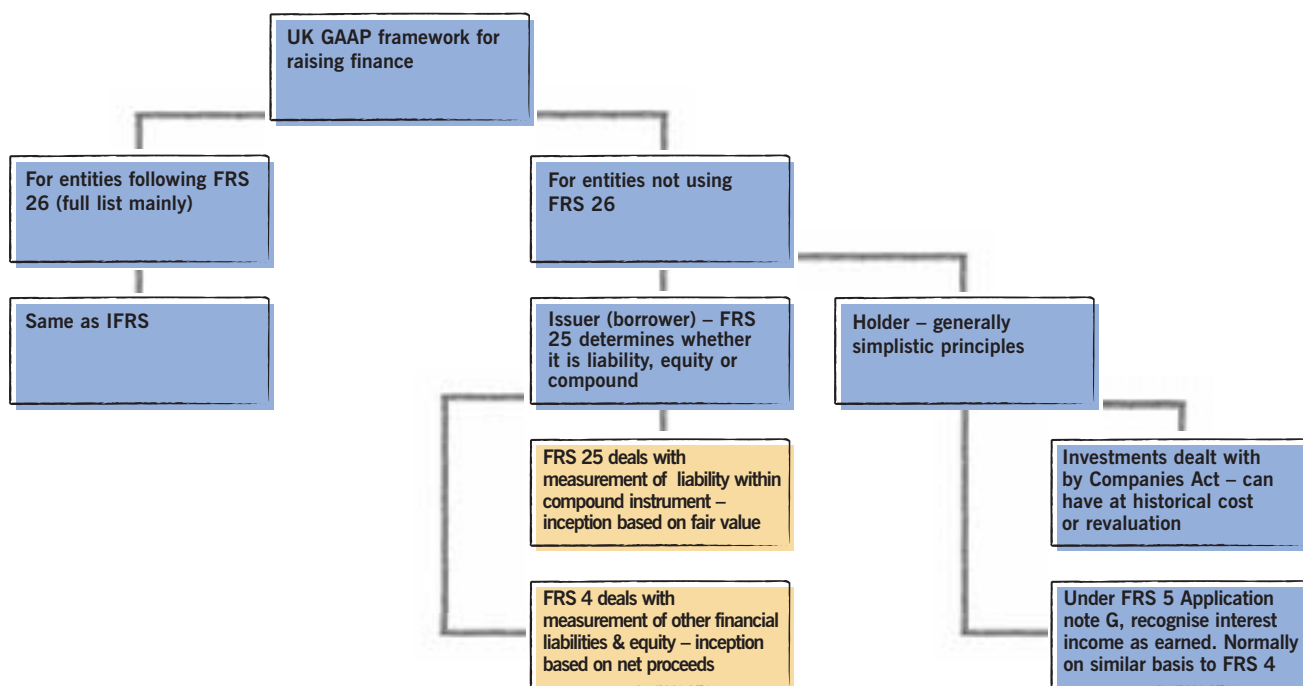 UK GAAP framework for
raising finance
For entities following FRS
26 (full list mainly)
For entities not using
FRS 26
Same as IFRS
Issuer (borrower) – FRS
25 determines whether
it is liability, equity or
compound
Holder – generally
simplistic principles
FRS 25 deals with
measurement of liability within
compound instrument –
inception based on fair value
Investments dealt with
by Companies Act – can
have at historical cost
or revaluation
FRS 4 deals with
measurement of other financial
liabilities & equity – inception
based on net proceeds
Under FRS 5 Application
note G, recognise interest
income as earned. Normally
on similar basis to FRS 4